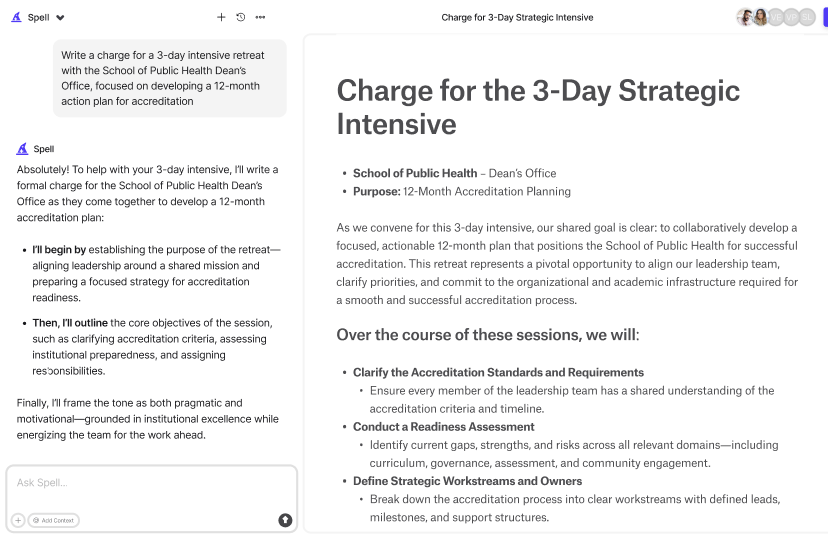 Spell
Charge for 3-Day Strategic Intensive
VE
VP
SL
Write a charge for a 3-day intensive retreat
with the School of Public Health Dean's
Office, focused on developing a 12-month
action plan for accreditation
Spell
Absolutely! To help with your 3-day intensive, I'll write a
formal charge for the School of Public Health Dean's
Office as they come together to develop a 12-month
accreditation plan:
• I'll begin by establishing the purpose of the retreat—
aligning leadership around a shared mission and
preparing a focused strategy for accreditation
readiness.
• Then, I'll outline the core objectives of the session,
such as clarifying accreditation criteria, assessing
institutional preparedness, and assigning
responsibilities.
Finally, I'll frame the tone as both pragmatic and
motivational—grounded in institutional excellence while
energizing the team for the work ahead.
Ask Spell...
Add Context
Charge for the 3-Day Strategic
Intensive
• School of Public Health – Dean's Office
• Purpose: 12-Month Accreditation Planning
As we convene for this 3-day intensive, our shared goal is clear: to collaboratively develop a
focused, actionable 12-month plan that positions the School of Public Health for successful
accreditation. This retreat represents a pivotal opportunity to align our leadership team,
clarify priorities, and commit to the organizational and academic infrastructure required for
a smooth and successful accreditation process.
Over the course of these sessions, we will:
• Clarify the Accreditation Standards and Requirements
• Ensure every member of the leadership team has a shared understanding of the
accreditation criteria and timeline.
• Conduct a Readiness Assessment
• Identify current gaps, strengths, and risks across all relevant domains—including
curriculum, governance, assessment, and community engagement.
• Define Strategic Workstreams and Owners
• Break down the accreditation process into clear workstreams with defined leads,
milestones, and support structures.